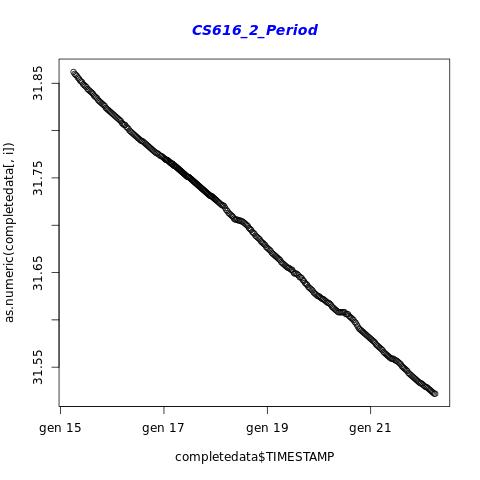 CS616_2_Period
as.numeric(completedata[, i])
31.85
31.75
31.65
31.55
gen 15 gen 17 gen 19 gen 21
completedata$TIMESTAMP